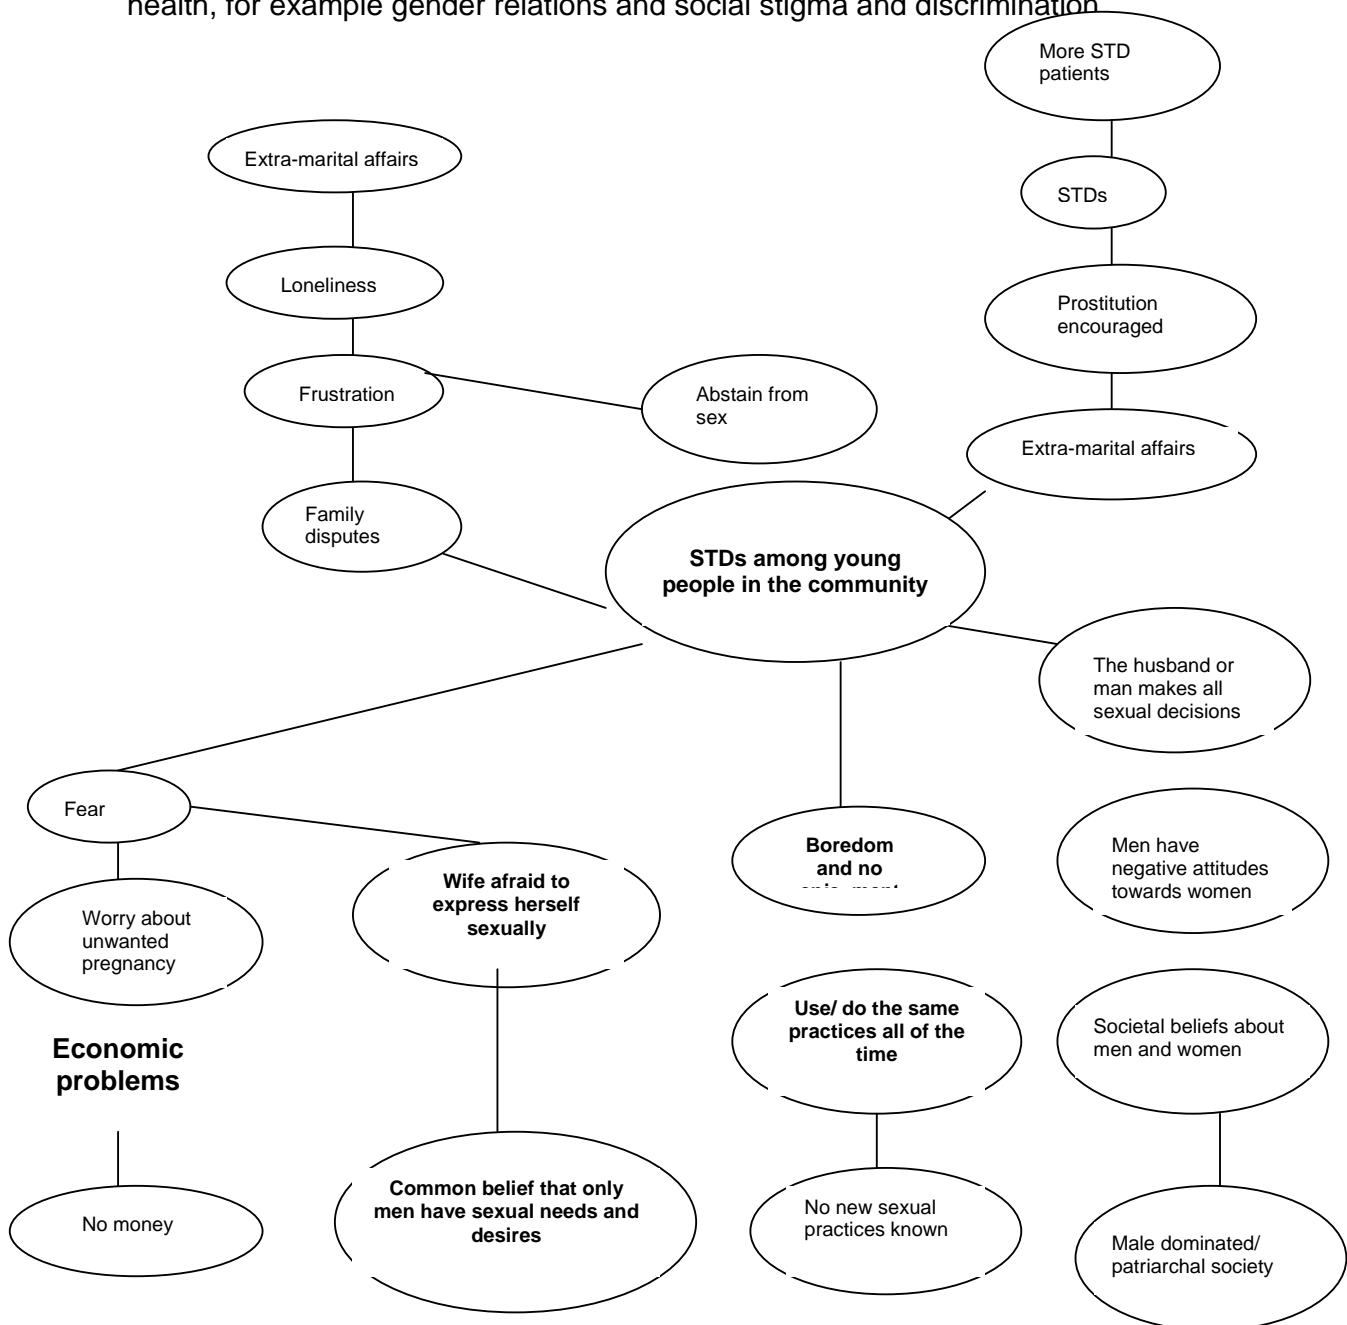 health, for example gender relations and social stigma and discrimination
More STD
patients
Extra-marital affairs
STDs
Loneliness
Prostitution
encouraged
Frustration
Abstain from
sex
Extra-marital affairs
Family
disputes
STDs among young
people in the community
The husband or
man makes all
sexual decisions
Fear
Boredom
and no
Men have
negative attitudes
towards women
Wife afraid to
express herself
sexually
Worry about
unwanted
pregnancy
Use/ do the same
practices all of the
time
Societal beliefs about
men and women
Economic
problems
Common belief that only
men have sexual needs and
desires
No new sexual
practices known
No money
Male dominated/
patriarchal society